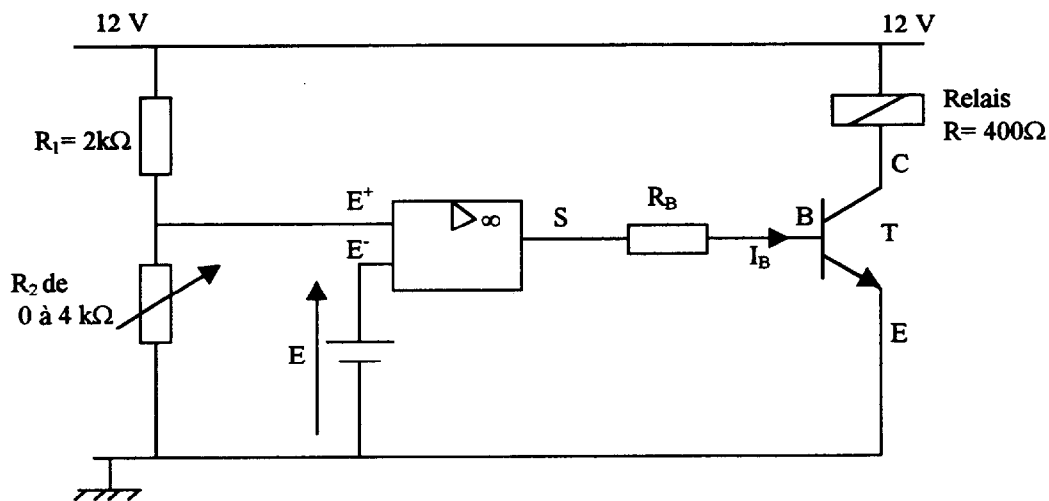 12 V
12 V
Relais
R= 400Ω
R₁= 2kΩ
C
E⁺
∞
S
R_B
B
T
E⁻
I_B
R₂ de
0 à 4 kΩ
E
E